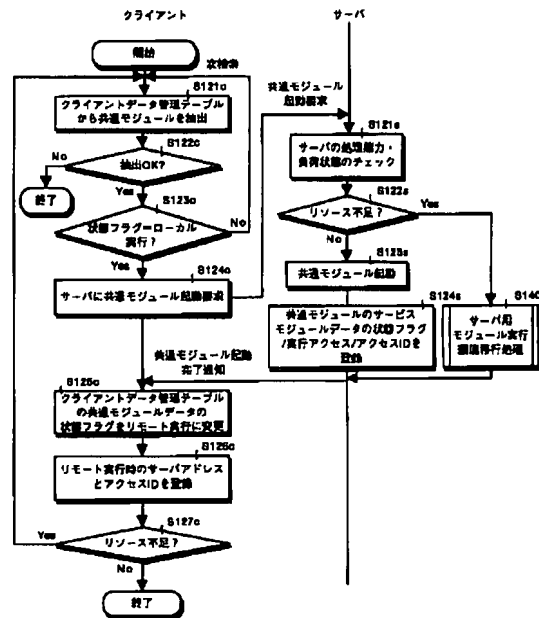 クライアント
サーバ
開始
次検索
S121c
クライアントデータ管理テーブル
から共通モジュールを抽出
S122c
抽出OK?
No
Yes
終了
S123c
状態フラグ=ローカル
実行?
No
Yes
S124c
サーバに共通モジュール起動要求
共通モジュール
起動要求
S121s
サーバの処理能力・
負荷状態のチェック
S122s
リソース不足?
Yes
No
S123s
共通モジュール起動
S124s
共通モジュールのサービス
モジュールデータの状態フラグ
/実行アクセス/アクセスIDを
登録
S140
サーバ用
モジュール実行
環境移行処理
共通モジュール起動
完了通知
S125c
クライアントデータ管理テーブル
の共通モジュールデータの
状態フラグをリモート実行に変更
S126c
リモート実行時のサーバアドレス
とアクセスIDを登録
S127c
リソース不足?
Yes
No
終了